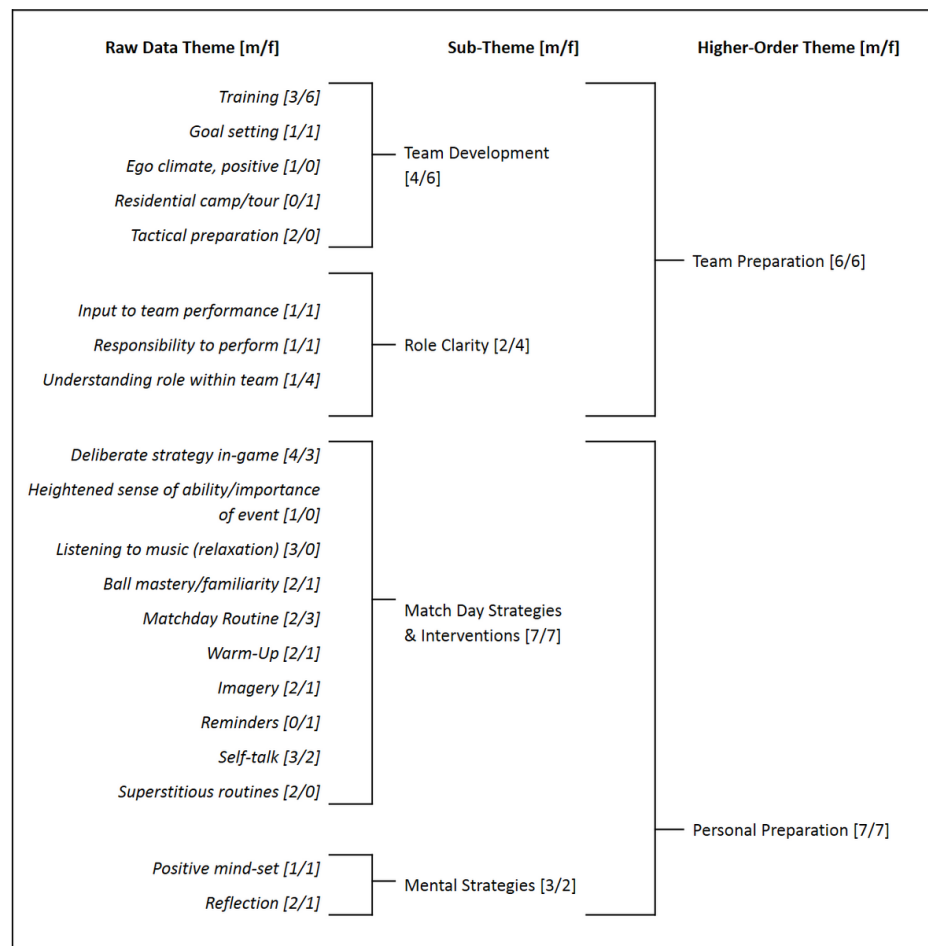 Raw Data Theme [m/f] Sub-Theme [m/f] Higher-Order Theme [m/f]
Training [3/6]
Goal setting [1/1]
Ego climate, positive [1/0]
Residential camp/tour [0/1]
Tactical preparation [2/0]
Team Development
[4/6]
Input to team performance [1/1]
Responsibility to perform [1/1]
Understanding role within team [1/4]
Role Clarity [2/4]
Team Preparation [6/6]
Deliberate strategy in-game [4/3]
Heightened sense of ability/importance
of event [1/0]
Listening to music (relaxation) [3/0]
Ball mastery/familiarity [2/1]
Matchday Routine [2/3]
Warm-Up [2/1]
Imagery [2/1]
Reminders [0/1]
Self-talk [3/2]
Superstitious routines [2/0]
Match Day Strategies
& Interventions [7/7]
Positive mind-set [1/1]
Reflection [2/1]
Mental Strategies [3/2]
Personal Preparation [7/7]